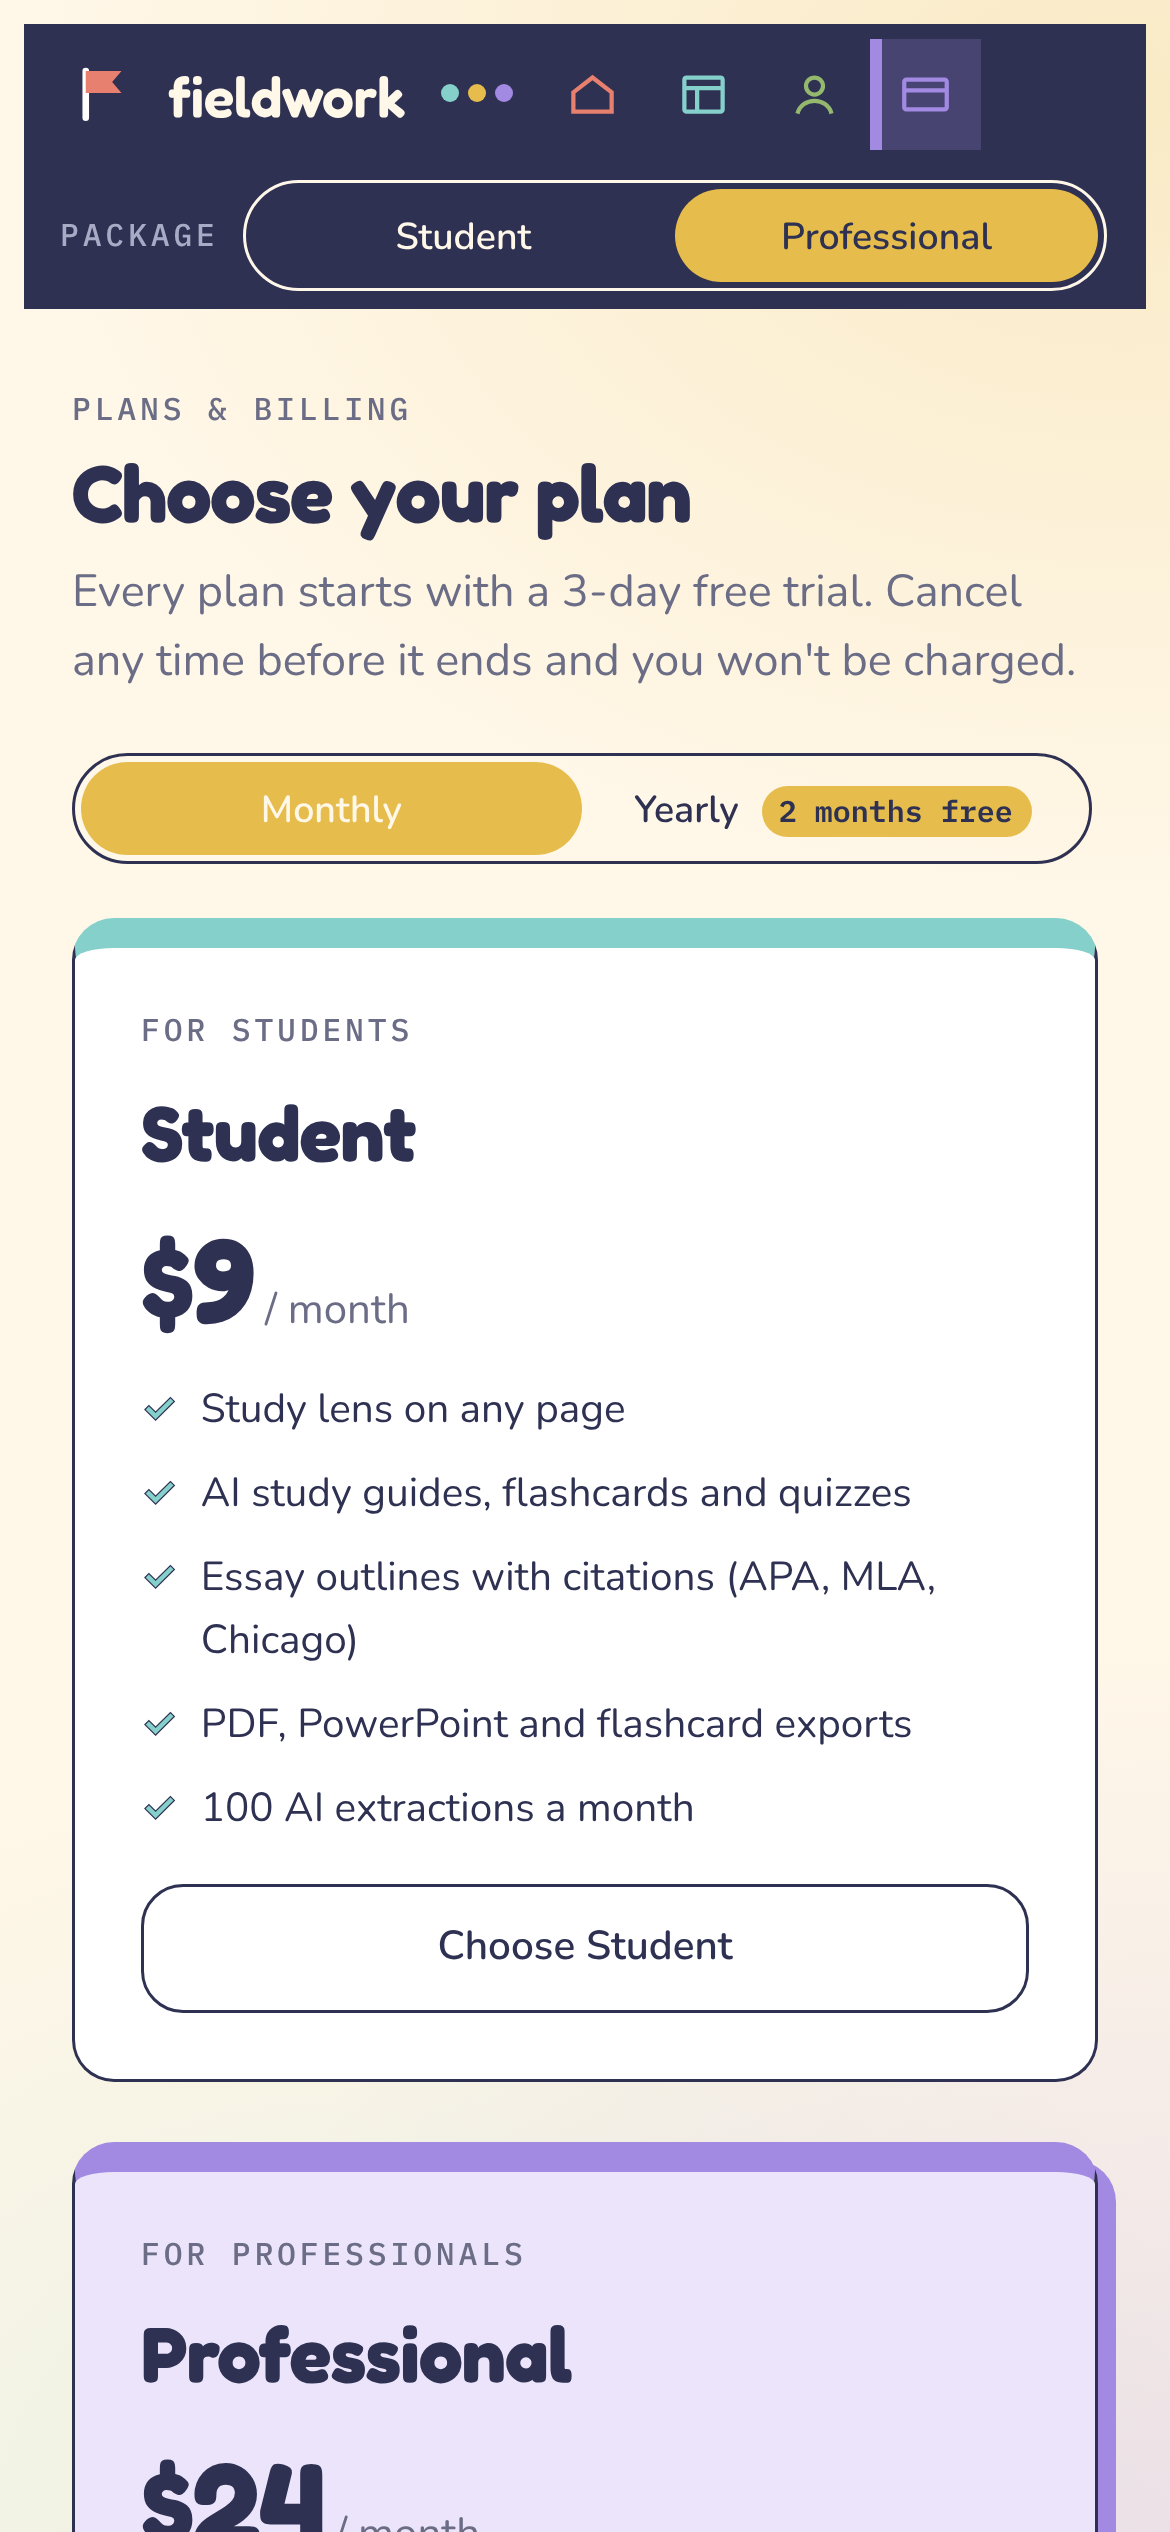 fieldwork
PACKAGE
Student
Professional
PLANS & BILLING
Choose your plan
Every plan starts with a 3-day free trial. Cancel
any time before it ends and you won't be charged.
Monthly
Yearly 2 months free
FOR STUDENTS
Student
$9 / month
Study lens on any page
AI study guides, flashcards and quizzes
Essay outlines with citations (APA, MLA,
Chicago)
PDF, PowerPoint and flashcard exports
100 AI extractions a month
Choose Student
FOR PROFESSIONALS
Professional
$24 / month